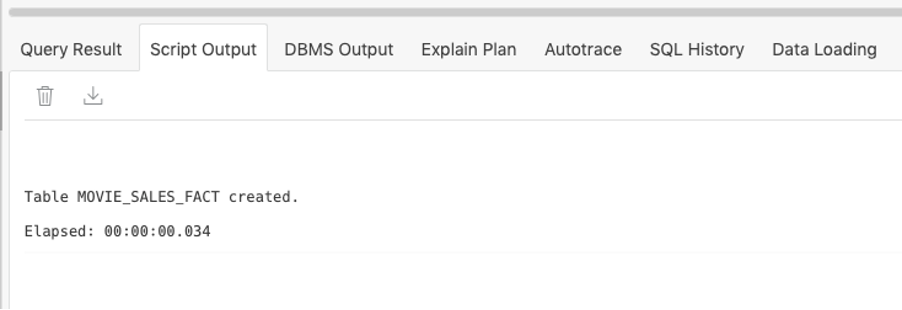 Query Result Script Output DBMS Output Explain Plan Autotrace SQL History Data Loading
Table MOVIE_SALES_FACT created.
Elapsed: 00:00:00.034